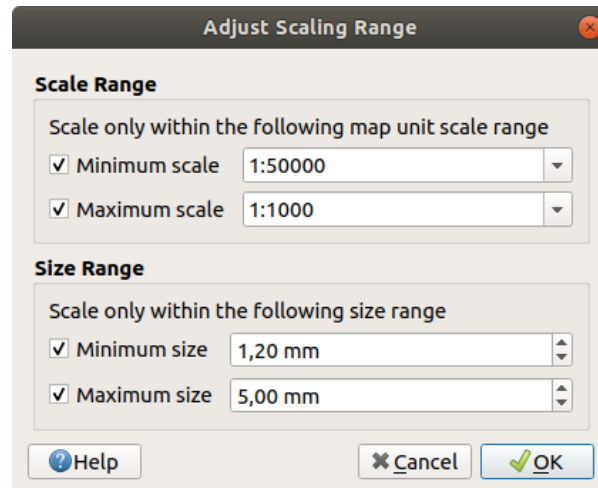 Adjust Scaling Range
Scale Range
Scale only within the following map unit scale range
Minimum scale 1:50000
Maximum scale 1:1000
Size Range
Scale only within the following size range
Minimum size 1,20 mm
Maximum size 5,00 mm
Help Cancel OK